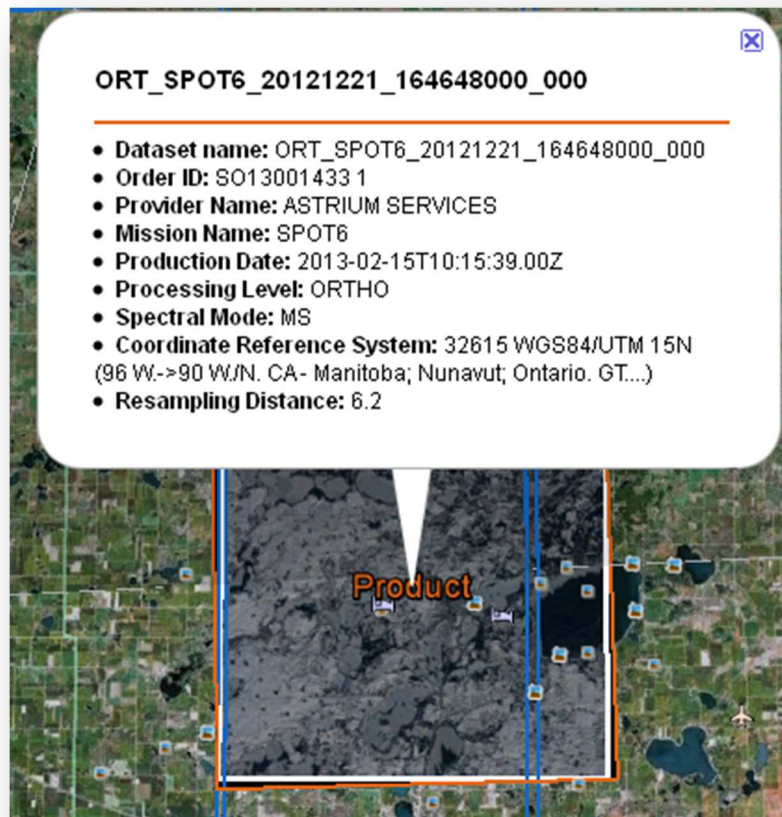 ORT_SPOT6_20121221_164648000_000
• Dataset name: ORT_SPOT6_20121221_164648000_000
• Order ID: SO13001433 1
• Provider Name: ASTRIUM SERVICES
• Mission Name: SPOT6
• Production Date: 2013-02-15T10:15:39.00Z
• Processing Level: ORTHO
• Spectral Mode: MS
• Coordinate Reference System: 32615 WGS84/UTM 15N
(96 W.->90 W./N. CA- Manitoba; Nunavut; Ontario. GT....)
• Resampling Distance: 6.2
Product